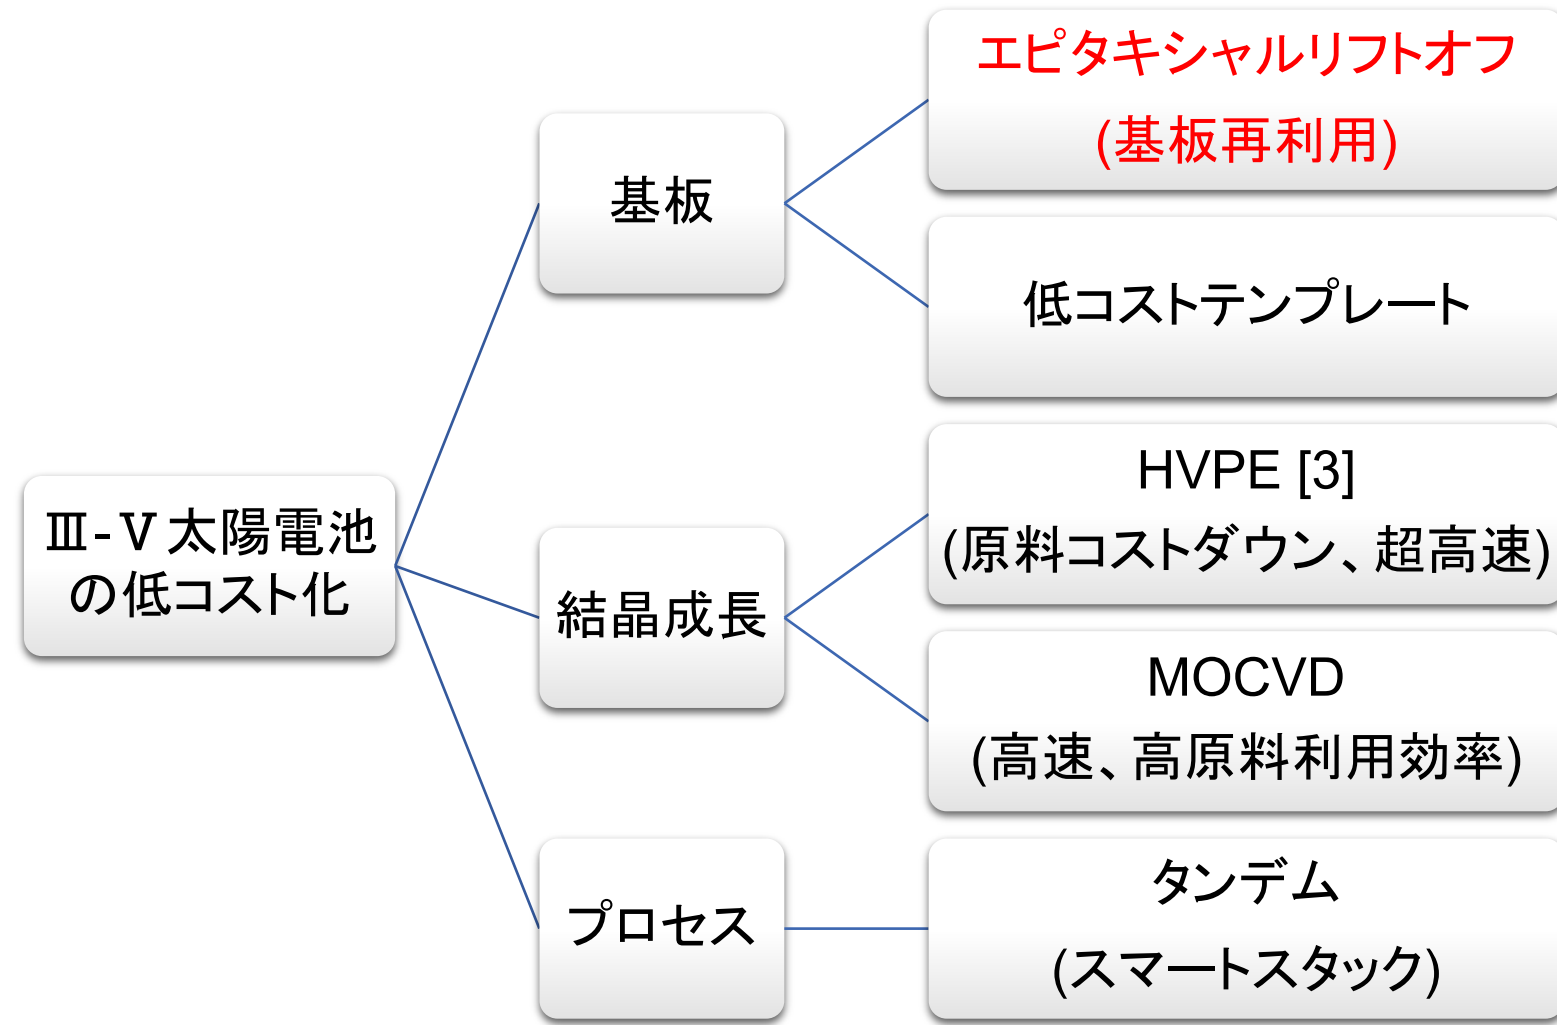 エピタキシャルリフトオフ
(基板再利用)
基板
低コストテンプレート
Ⅲ-Ⅴ太陽電池
の低コスト化
結晶成長
HVPE [3]
(原料コストダウン、超高速)
MOCVD
(高速、高原料利用効率)
プロセス
タンデム
(スマートスタック)